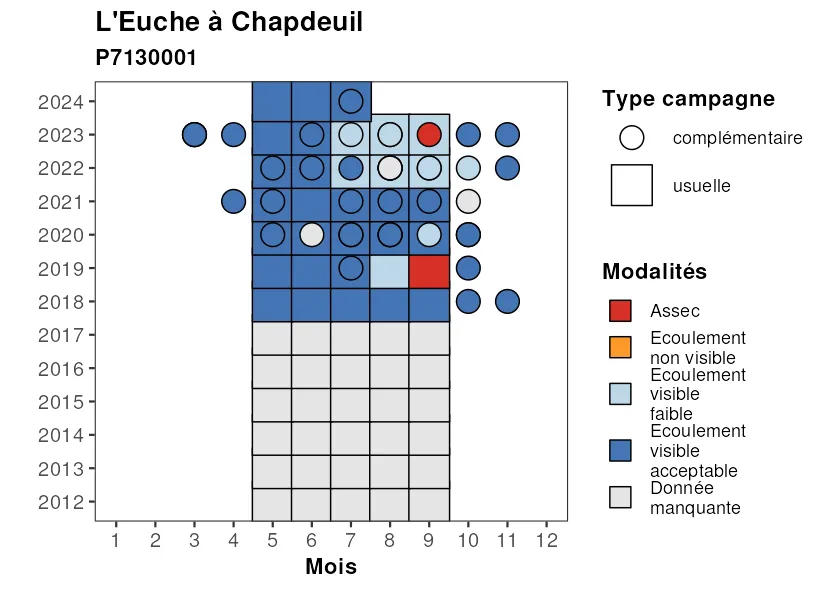 L'Euche à Chapdeuil
P7130001
2024
2023
2022
2021
2020
2019
2018
2017
2016
2015
2014
2013
2012
1 2 3 4 5 6 7 8 9 10 11 12
Mois
Type campagne
complémentaire
usuelle
Modalités
Assec
Ecoulement
non visible
Ecoulement
visible
faible
Ecoulement
visible
acceptable
Donnée
manquante